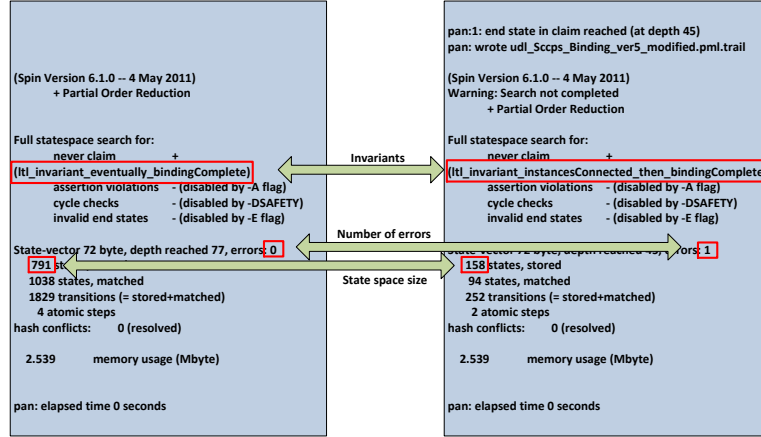 (Spin Version 6.1.0 -- 4 May 2011)
+ Partial Order Reduction
Full statespace search for:
never claim +
(ltl_invariant_eventually_bindingComplete)
assertion violations - (disabled by -A flag)
cycle checks - (disabled by -DSAFETY)
invalid end states - (disabled by -E flag)
State-vector 72 byte, depth reached 77, errors: 0
791
1038 states, matched
1829 transitions (= stored+matched)
4 atomic steps
hash conflicts: 0 (resolved)
2.539 memory usage (Mbyte)
pan: elapsed time 0 seconds
Invariants
Number of errors
State space size
pan:1: end state in claim reached (at depth 45)
pan: wrote udl_Sccps_Binding_ver5_modified.pml.trail
(Spin Version 6.1.0 -- 4 May 2011)
Warning: Search not completed
+ Partial Order Reduction
Full statespace search for:
never claim +
(ltl_invariant_instancesConnected_then_bindingComplete
assertion violations - (disabled by -A flag)
cycle checks - (disabled by -DSAFETY)
invalid end states - (disabled by -E flag)
State-vector 72 byte, depth reached 45, errors: 1
158 states, stored
94 states, matched
252 transitions (= stored+matched)
2 atomic steps
hash conflicts: 0 (resolved)
2.539 memory usage (Mbyte)
pan: elapsed time 0 seconds